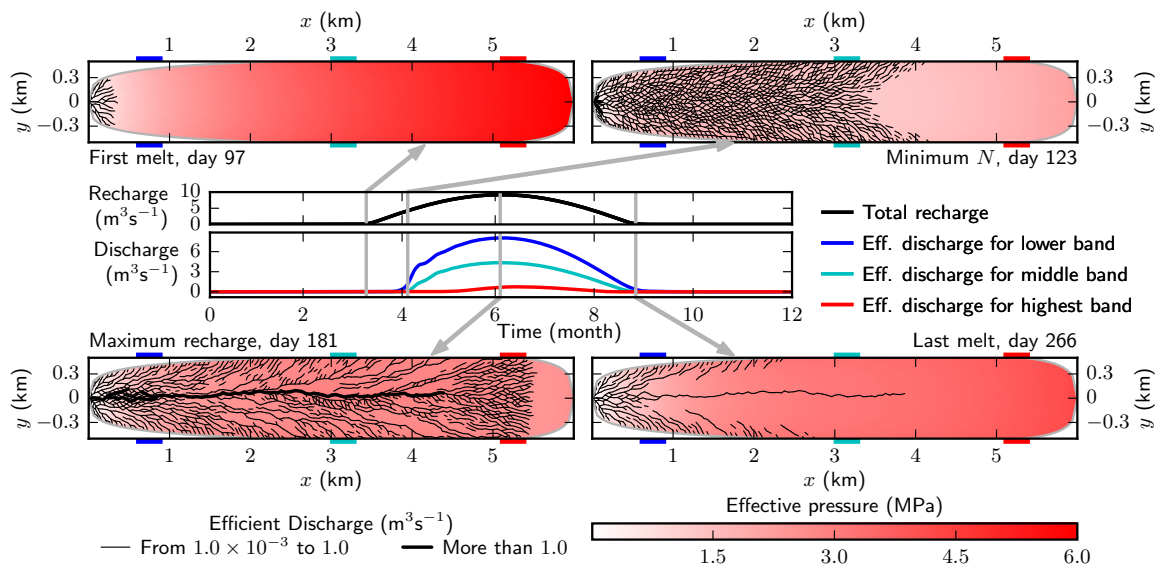 x (km)
x (km)
1 2 3 4 5
1 2 3 4 5
y (km)
0.3
0
−0.3
0.3
0
−0.3
y (km)
First melt, day 97
Minimum N, day 123
Recharge
(m³s⁻¹)
10
5
0
Discharge
(m³s⁻¹)
6
3
0
0 2 4 6 8 10 12
Time (month)
Total recharge
Eff. discharge for lower band
Eff. discharge for middle band
Eff. discharge for highest band
Maximum recharge, day 181
Last melt, day 266
y (km)
0.3
0
−0.3
0.3
0
−0.3
y (km)
1 2 3 4 5
1 2 3 4 5
x (km)
x (km)
Efficient Discharge (m³s⁻¹)
From 1.0 × 10⁻³ to 1.0
More than 1.0
Effective pressure (MPa)
1.5 3.0 4.5 6.0